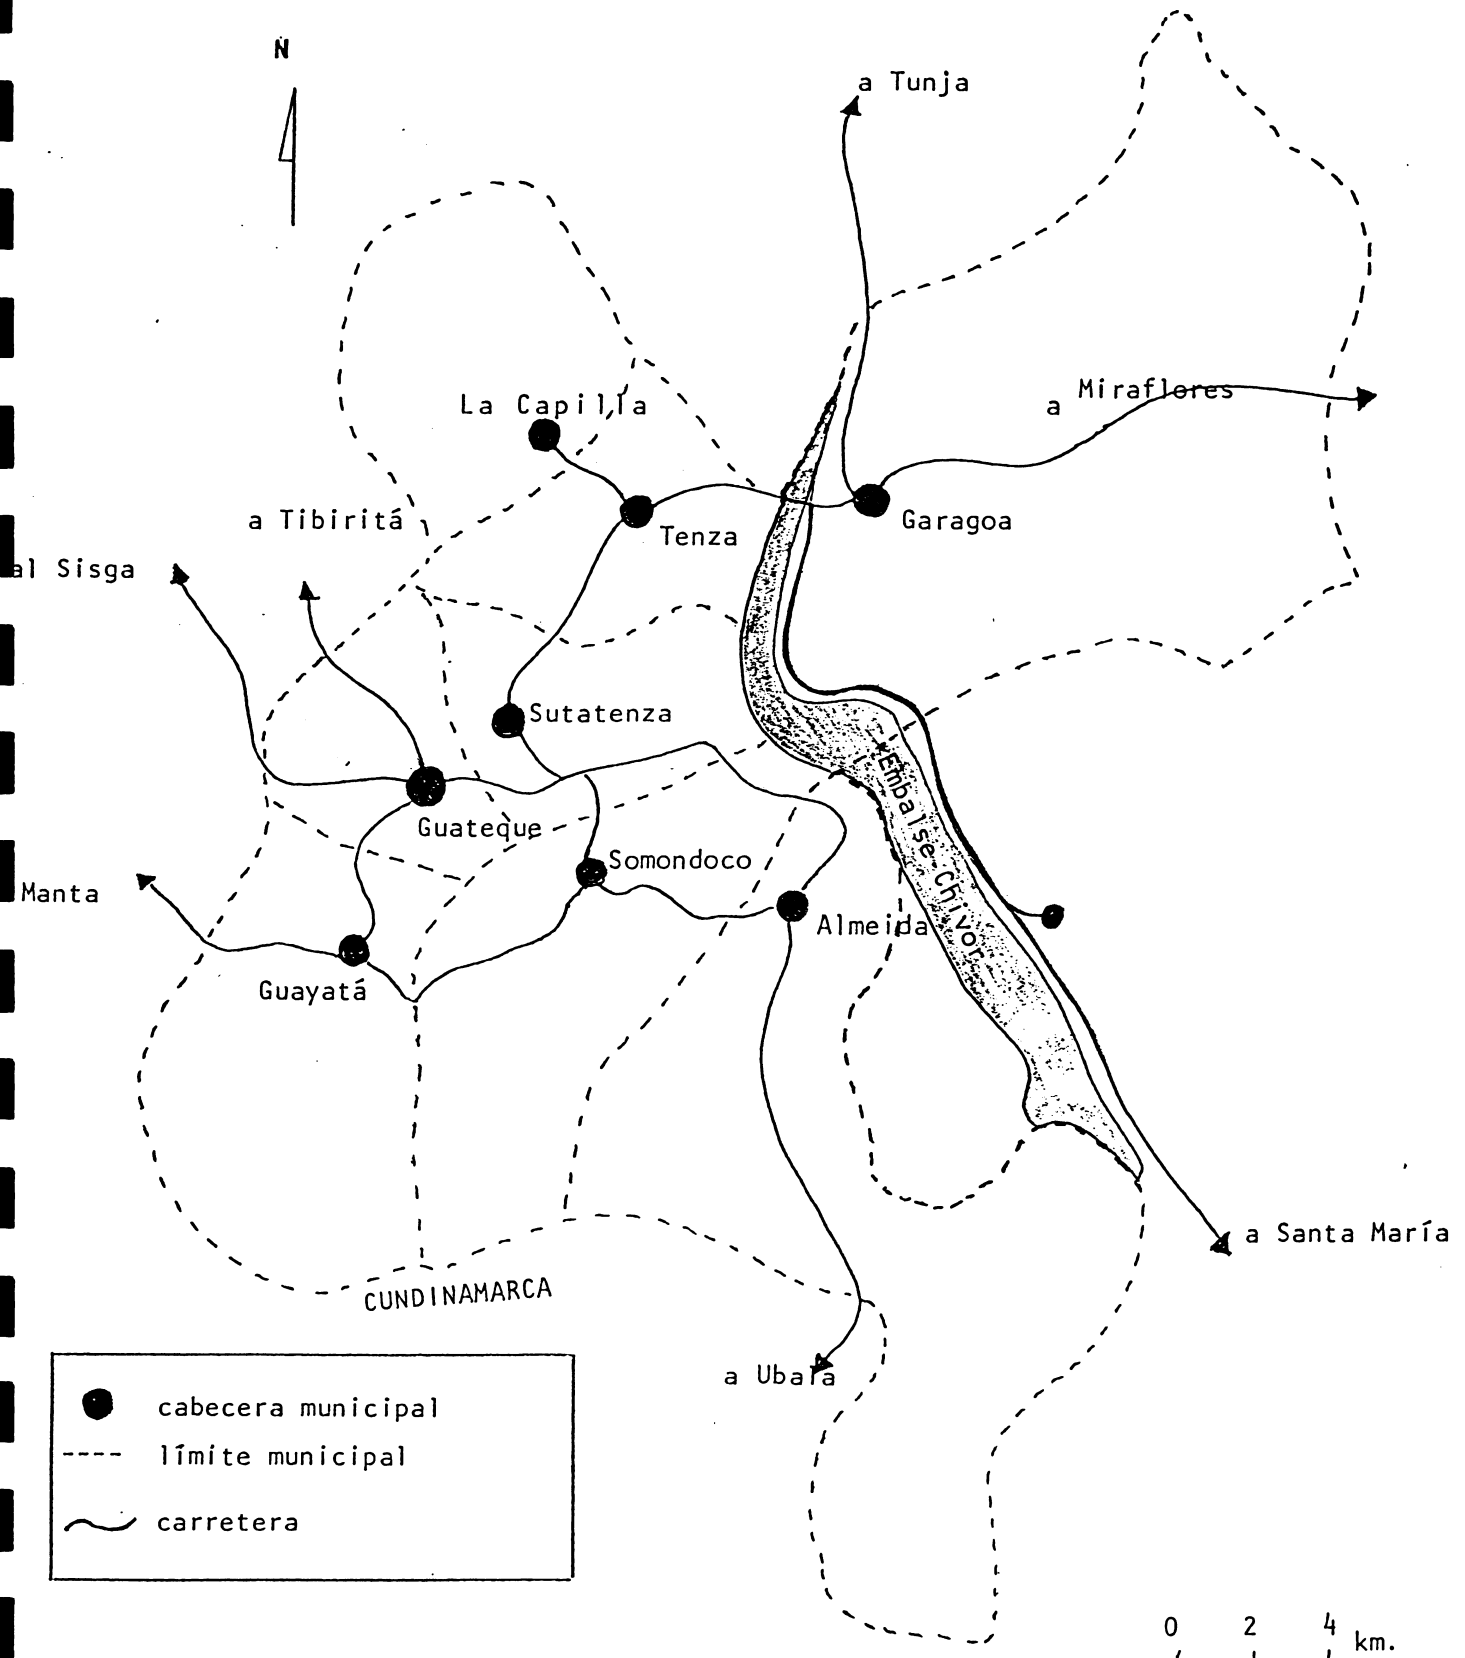 N
a Tunja
a Miraflores
La Capilla
a Tibiritá
Garagoa
Tenza
al Sisga
Sutatenza
Embalse Chivor
Guateque
Somondoco
Manta
Almeida
Guayatá
a Santa María
CUNDINAMARCA
a Ubala
cabecera municipal
límite municipal
carretera
0 2 4 km.